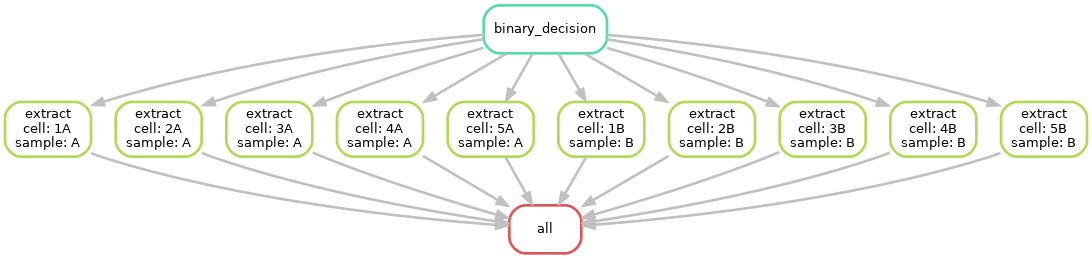 binary_decision
extract
cell: 1A
sample: A
extract
cell: 2A
sample: A
extract
cell: 3A
sample: A
extract
cell: 4A
sample: A
extract
cell: 5A
sample: A
extract
cell: 1B
sample: B
extract
cell: 2B
sample: B
extract
cell: 3B
sample: B
extract
cell: 4B
sample: B
extract
cell: 5B
sample: B
all